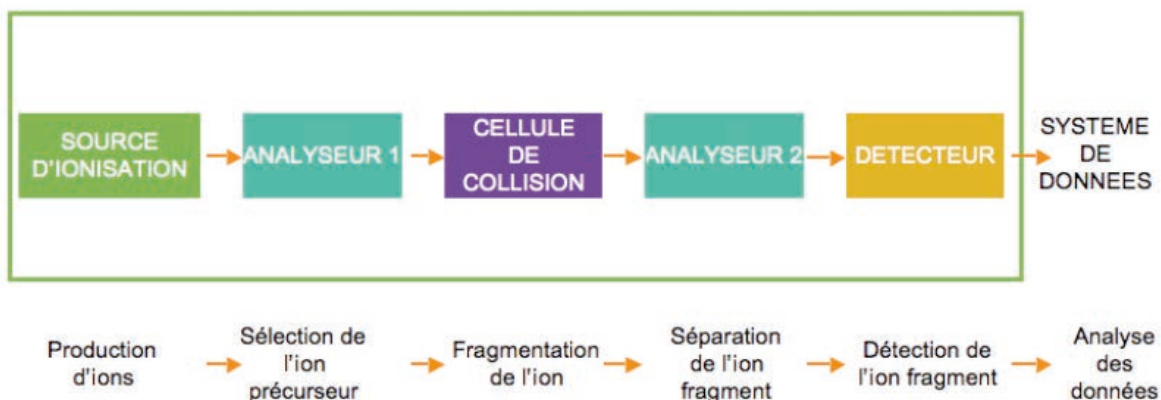 SOURCE
D'IONISATION
ANALYSEUR 1
CELLULE
DE
COLLISION
ANALYSEUR 2
DETECTEUR
SYSTEME
DE
DONNEES
Production
d'ions
Sélection de
l'ion
précurseur
Fragmentation
de l'ion
Séparation
de l'ion
fragment
Détection de
l'ion fragment
Analyse
des
données